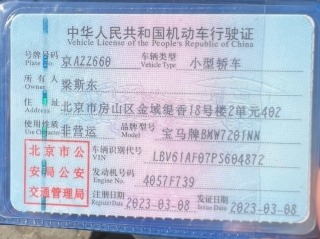 中华人民共和国机动车行驶证
Vehicle License of the People's Republic of China
号牌号码 京AZZ660 车辆类型 小型轿车
Plate No. Vehicle Type
所有人 梁斯东
Owner
住址 北京市房山区金域缇香18号楼2单元402
Address
使用性质 非营运 品牌型号 宝马牌BMW7201NN
Use Character Model
北京市公安局公安交通管理局
车辆识别代号 LBV61AF07PS604872
VIN
发动机号码 4057F739
Engine No.
注册日期 2023-03-08 发证日期 2023-03-08
Register Date Issue Date